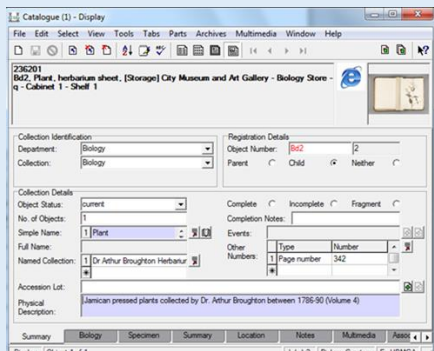 Catalogue (1) - Display
File Edit Select View Tools Tabs Parts Archives Multimedia Window Help
236201
Bd2, Plant, herbarium sheet, [Storage] City Museum and Art Gallery - Biology Store -
q - Cabinet 1 - Shelf 1
Collection Identification
Registration Details
Department: Biology
Object Number: Bd2 2
Collection: Biology
Parent Child Neither
Collection Details
Object Status: current
Complete Incomplete Fragment
No. of Objects: 1
Completion Notes:
Simple Name: 1 Plant
Events:
Full Name:
Other Numbers: Type Number
Named Collection: 1 Dr Arthur Broughton Herbariur
1 Page number 342
Accession Lot:
Physical Description: Jamican pressed plants collected by Dr. Arthur Broughton between 1786-90 (Volume 4)
Summary Biology Specimen Summary Location Notes Multimedia Assoc